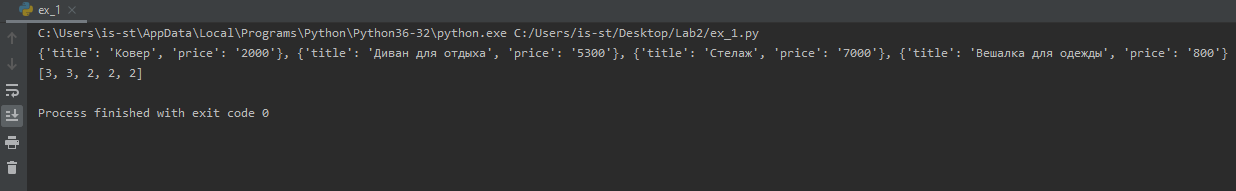 ex_1
C:\Users\is-st\AppData\Local\Programs\Python\Python36-32\python.exe C:/Users/is-st/Desktop/Lab2/ex_1.py
{'title': 'Ковер', 'price': '2000'}, {'title': 'Диван для отдыха', 'price': '5300'}, {'title': 'Стелаж', 'price': '7000'}, {'title': 'Вешалка для одежды', 'price': '800'}
[3, 3, 2, 2, 2]
Process finished with exit code 0